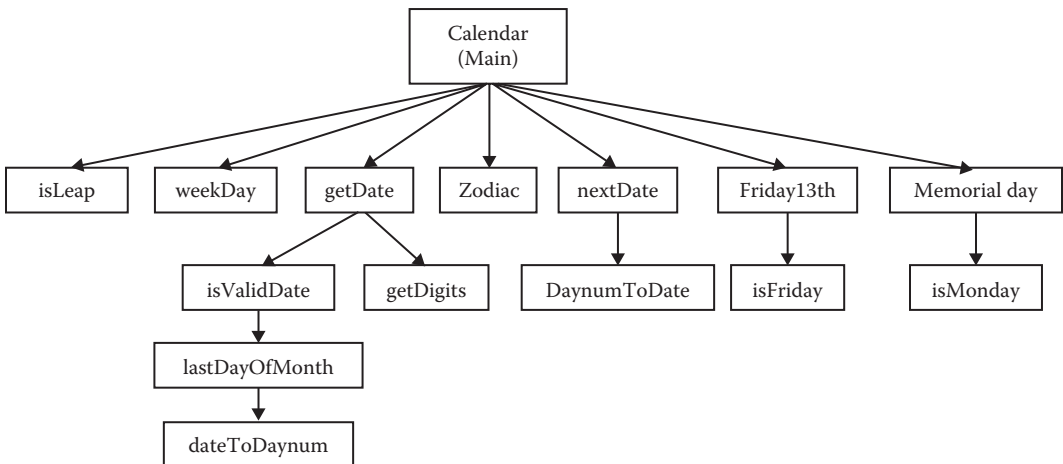 Calendar
(Main)
isLeap
weekDay
getDate
Zodiac
nextDate
Friday13th
Memorial day
isValidDate
getDigits
DaynumToDate
isFriday
isMonday
lastDayOfMonth
dateToDaynum